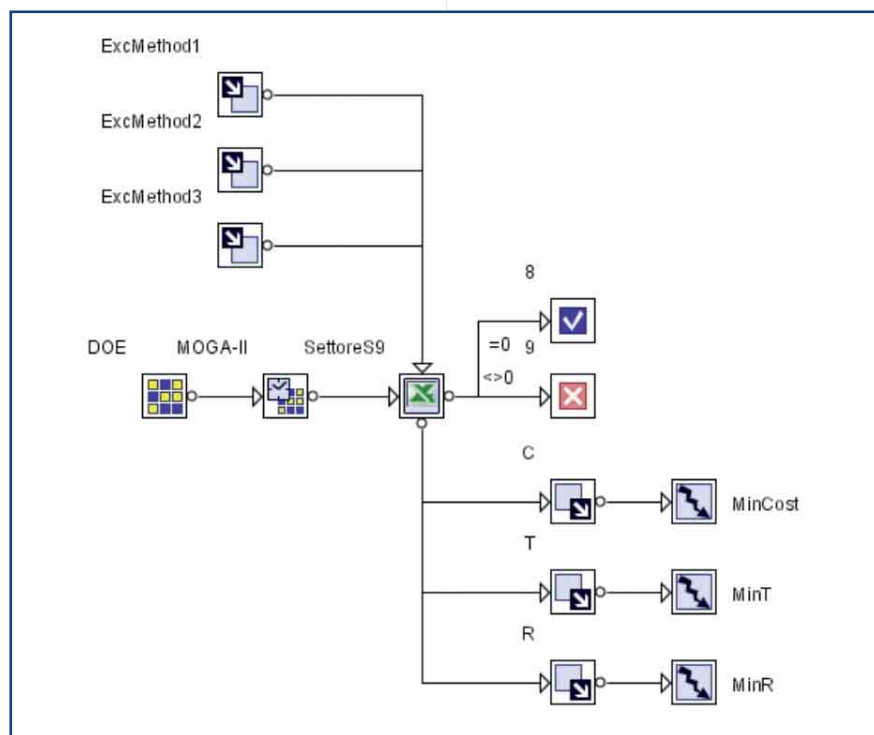 ExcMethod1
ExcMethod2
ExcMethod3
8
=0 9
DOE MOGA-II SettoreS9
<>0
C
MinCost
T
MinT
R
MinR